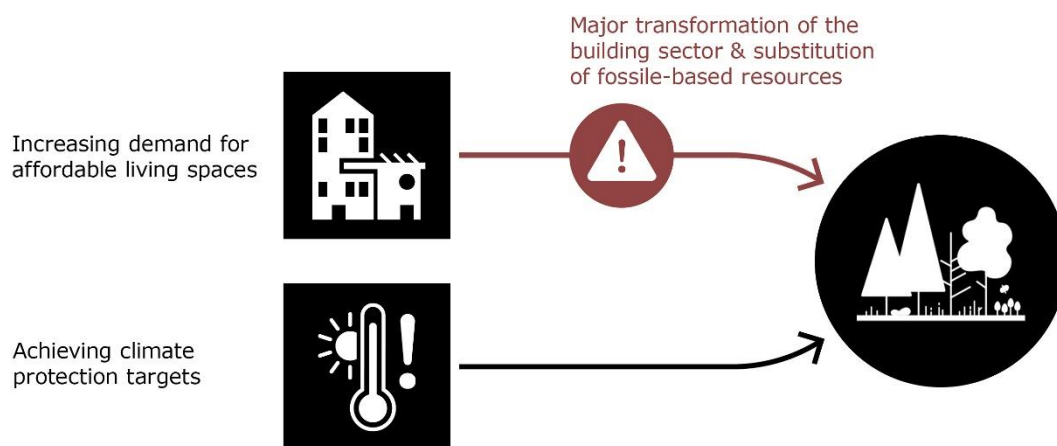 Major transformation of the
building sector & substitution
of fossile-based resources
Increasing demand for
affordable living spaces
Achieving climate
protection targets